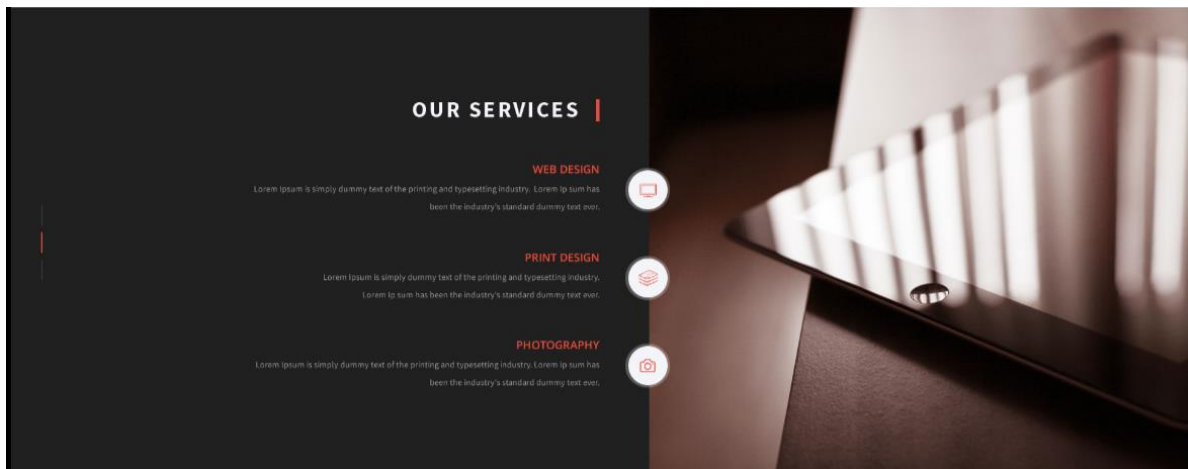 OUR SERVICES
WEB DESIGN
Lorem Ipsum is simply dummy text of the printing and typesetting industry. Lorem Ip sum has
been the industry's standard dummy text ever.
PRINT DESIGN
Lorem Ipsum is simply dummy text of the printing and typesetting industry.
Lorem Ip sum has been the industry's standard dummy text ever.
PHOTOGRAPHY
Lorem Ipsum is simply dummy text of the printing and typesetting industry. Lorem Ip sum has
been the industry's standard dummy text ever.